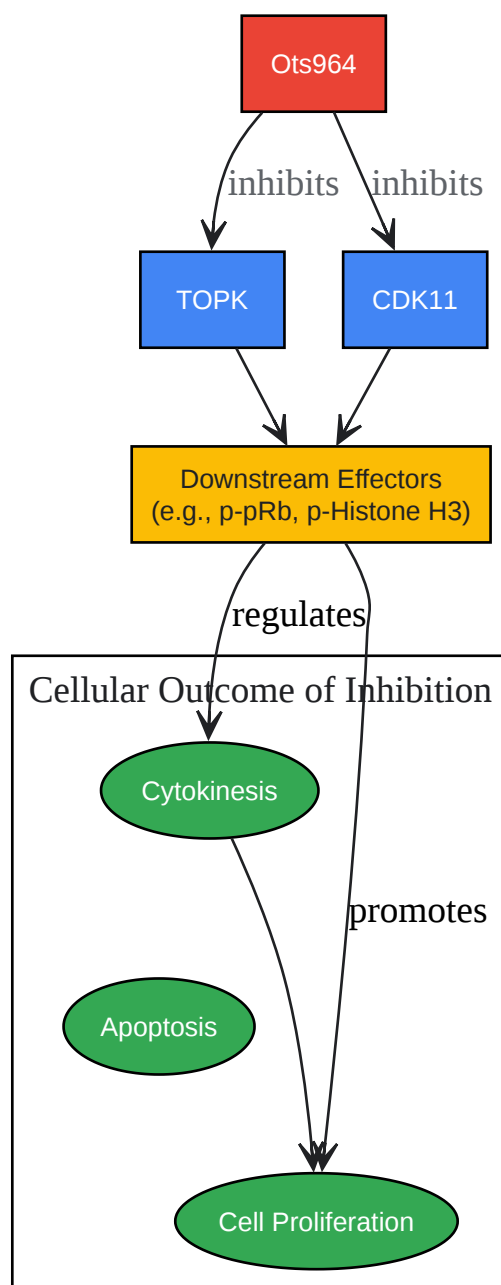 Ots964
inhibits
inhibits
TOPK
CDK11
Downstream Effectors
(e.g., p-pRb, p-Histone H3)
regulates
Cellular Outcome of Inhibition
Cytokinesis
promotes
Apoptosis
Cell Proliferation